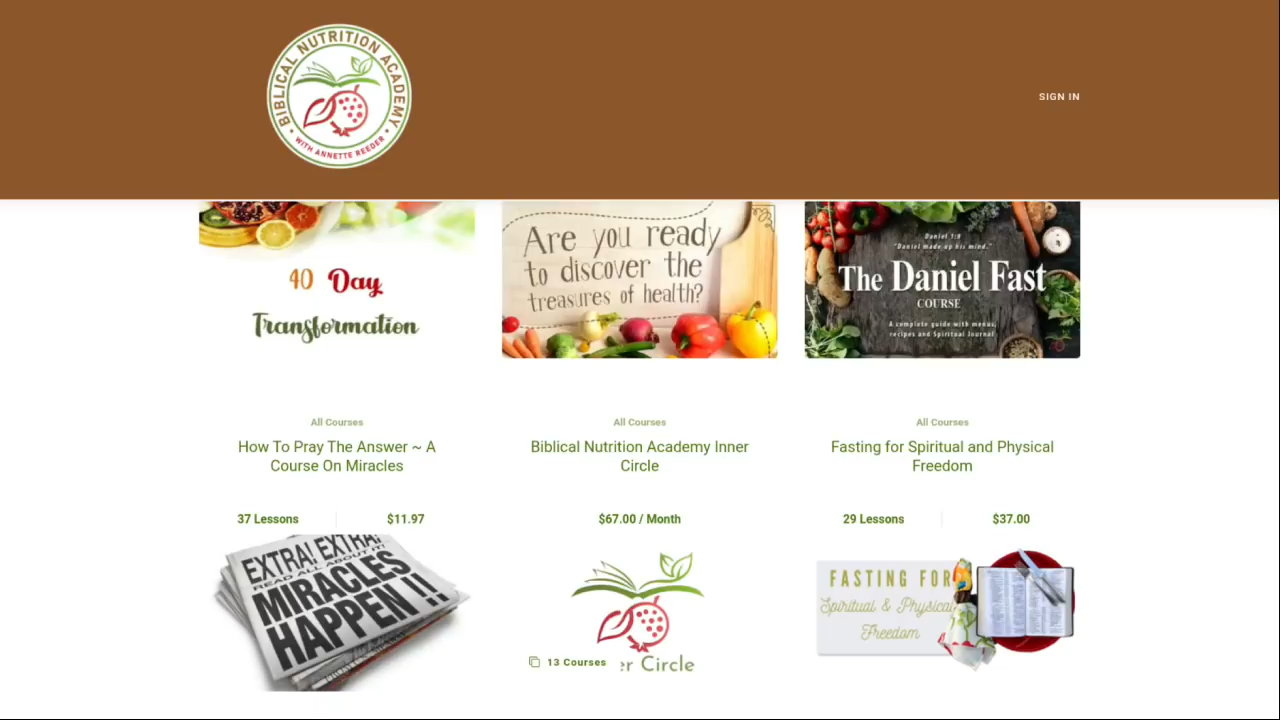 BIBLICAL NUTRITION ACADEMY
• WITH ANNETTE REEDER •
SIGN IN
40 Day
Transformation
Are you ready
to discover the
treasures of health?
Daniel 1:8
"Daniel made up his mind."
The Daniel Fast
COURSE
A complete guide with menus,
recipes and Spiritual Journal
All Courses
How To Pray The Answer ~ A
Course On Miracles
37 Lessons
$11.97
All Courses
Biblical Nutrition Academy Inner
Circle
$67.00 / Month
All Courses
Fasting for Spiritual and Physical
Freedom
29 Lessons
$37.00
EXTRA! EXTRA!
READ ALL ABOUT IT!
MIRACLES
HAPPEN !!
13 Courses
er Circle
FASTING FOR
Spiritual & Physical
Freedom